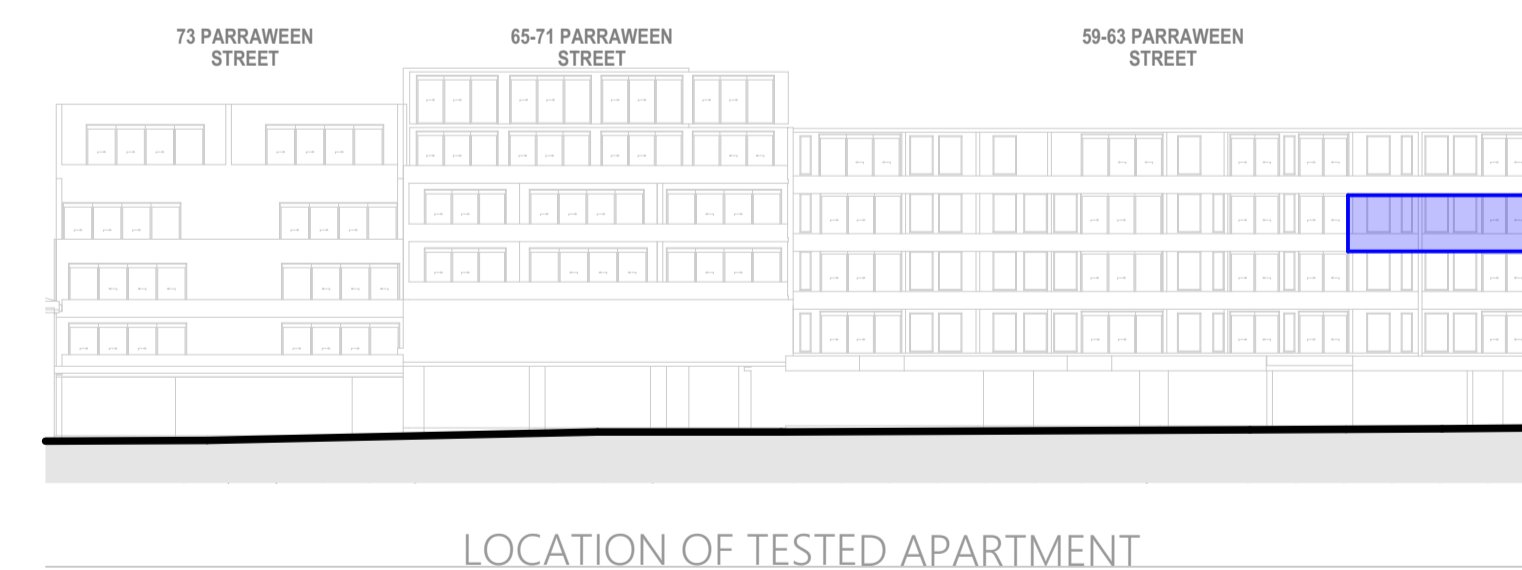 73 PARRAWEEN
STREET
65-71 PARRAWEEN
STREET
59-63 PARRAWEEN
STREET
LOCATION OF TESTED APARTMENT